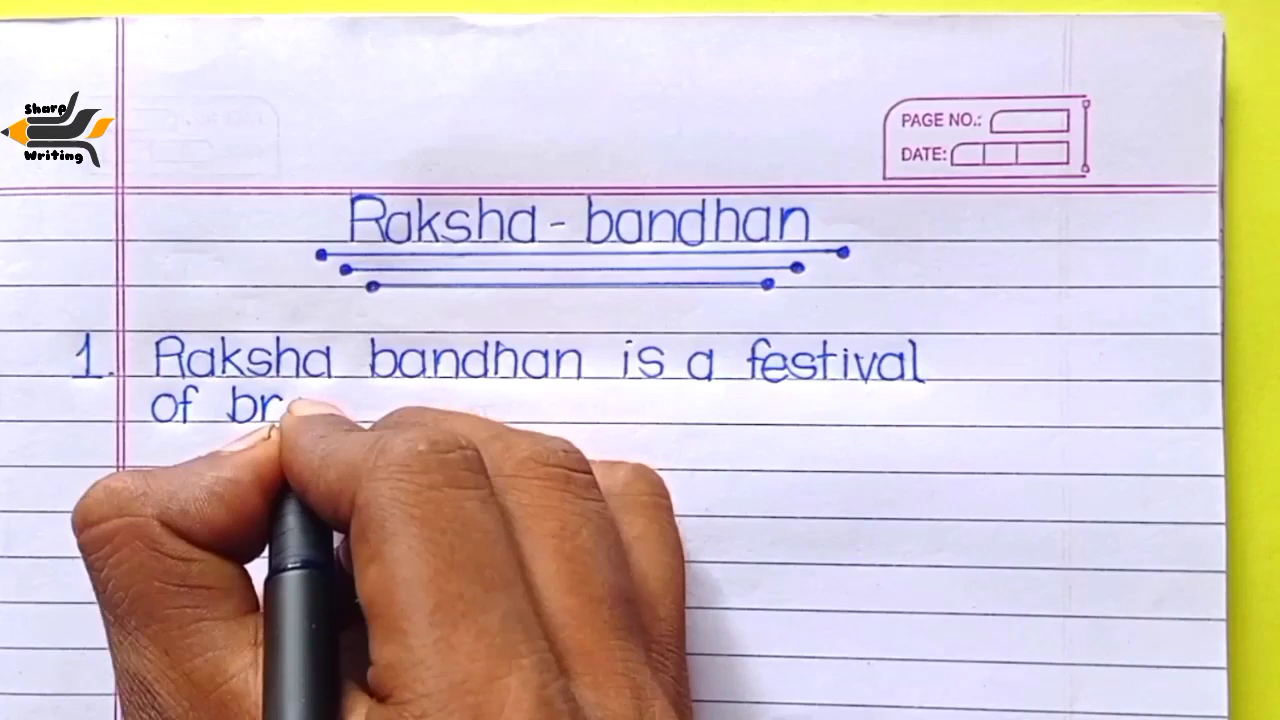 Sharp
Writing
PAGE NO.:
DATE:
Raksha-bandhan
1. Raksha bandhan is a festival
of br